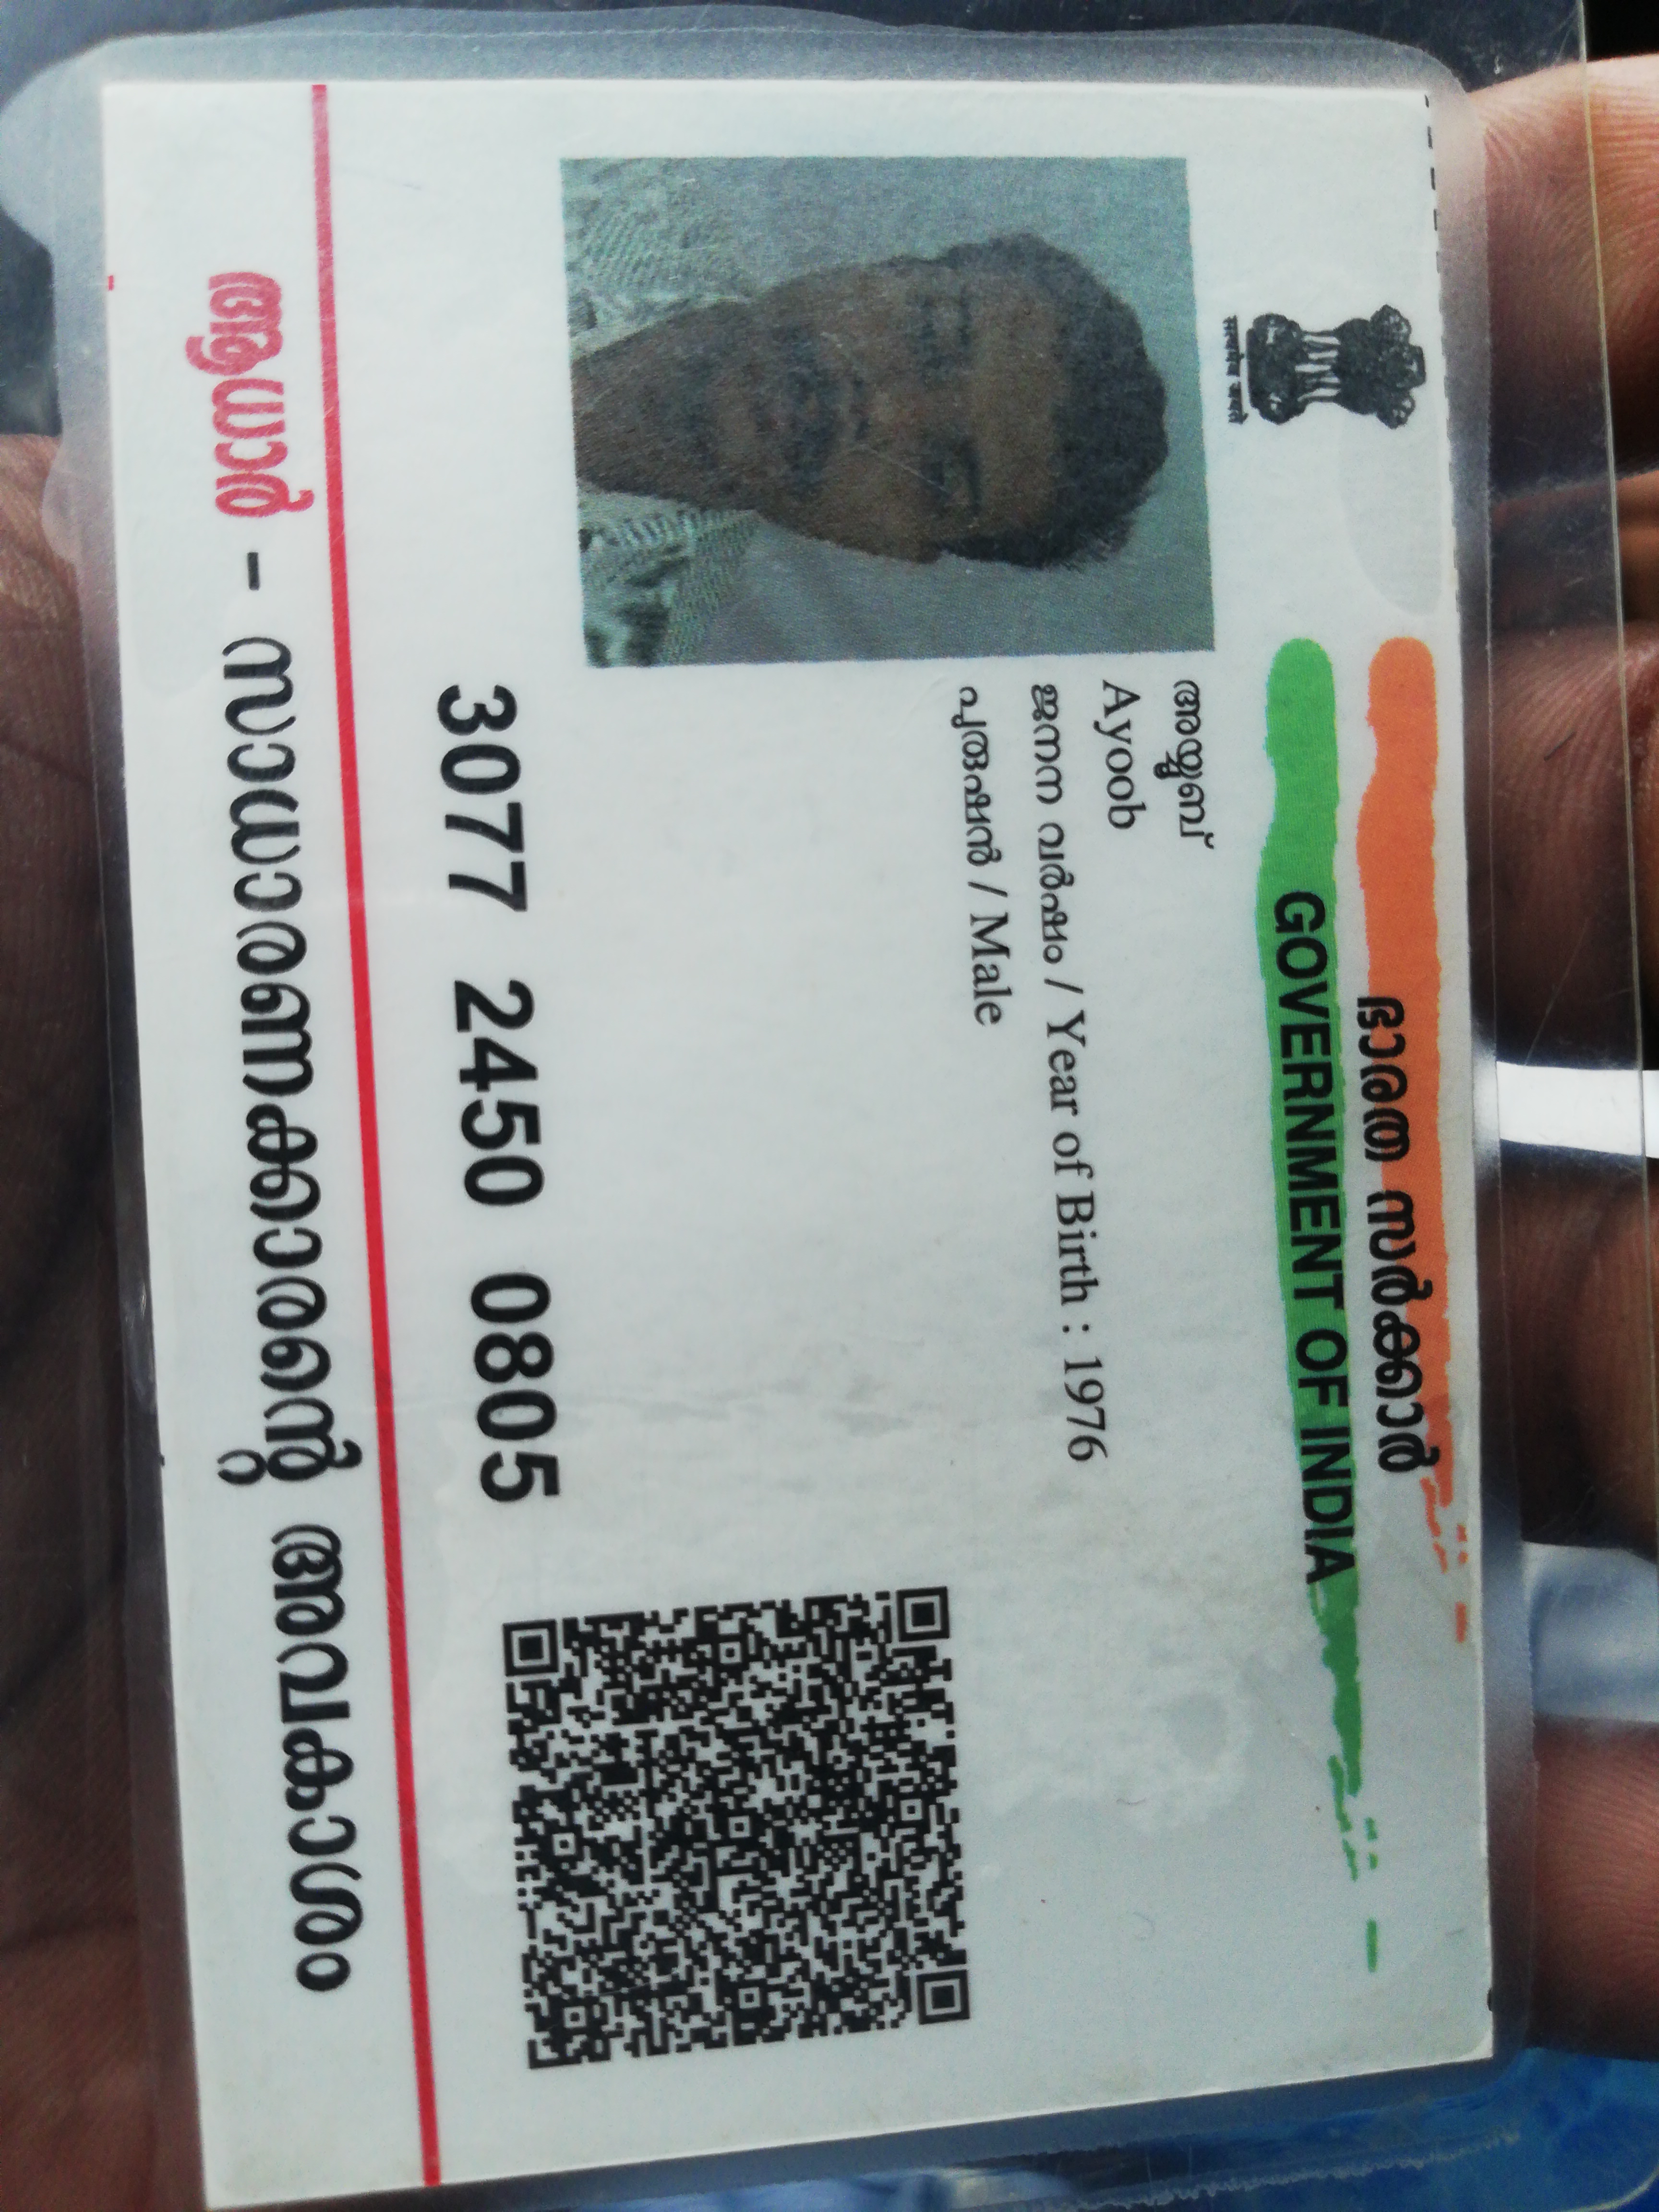 ഭാരത സർക്കാർ
GOVERNMENT OF INDIA
सत्यमेव जयते
അയ്യൂബ്
Ayoob
ജനന വർഷം / Year of Birth : 1976
പുരുഷൻ / Male
3077 2450 0805
ആധാർ - സാധാരണക്കാരന്റെ അവകാശം